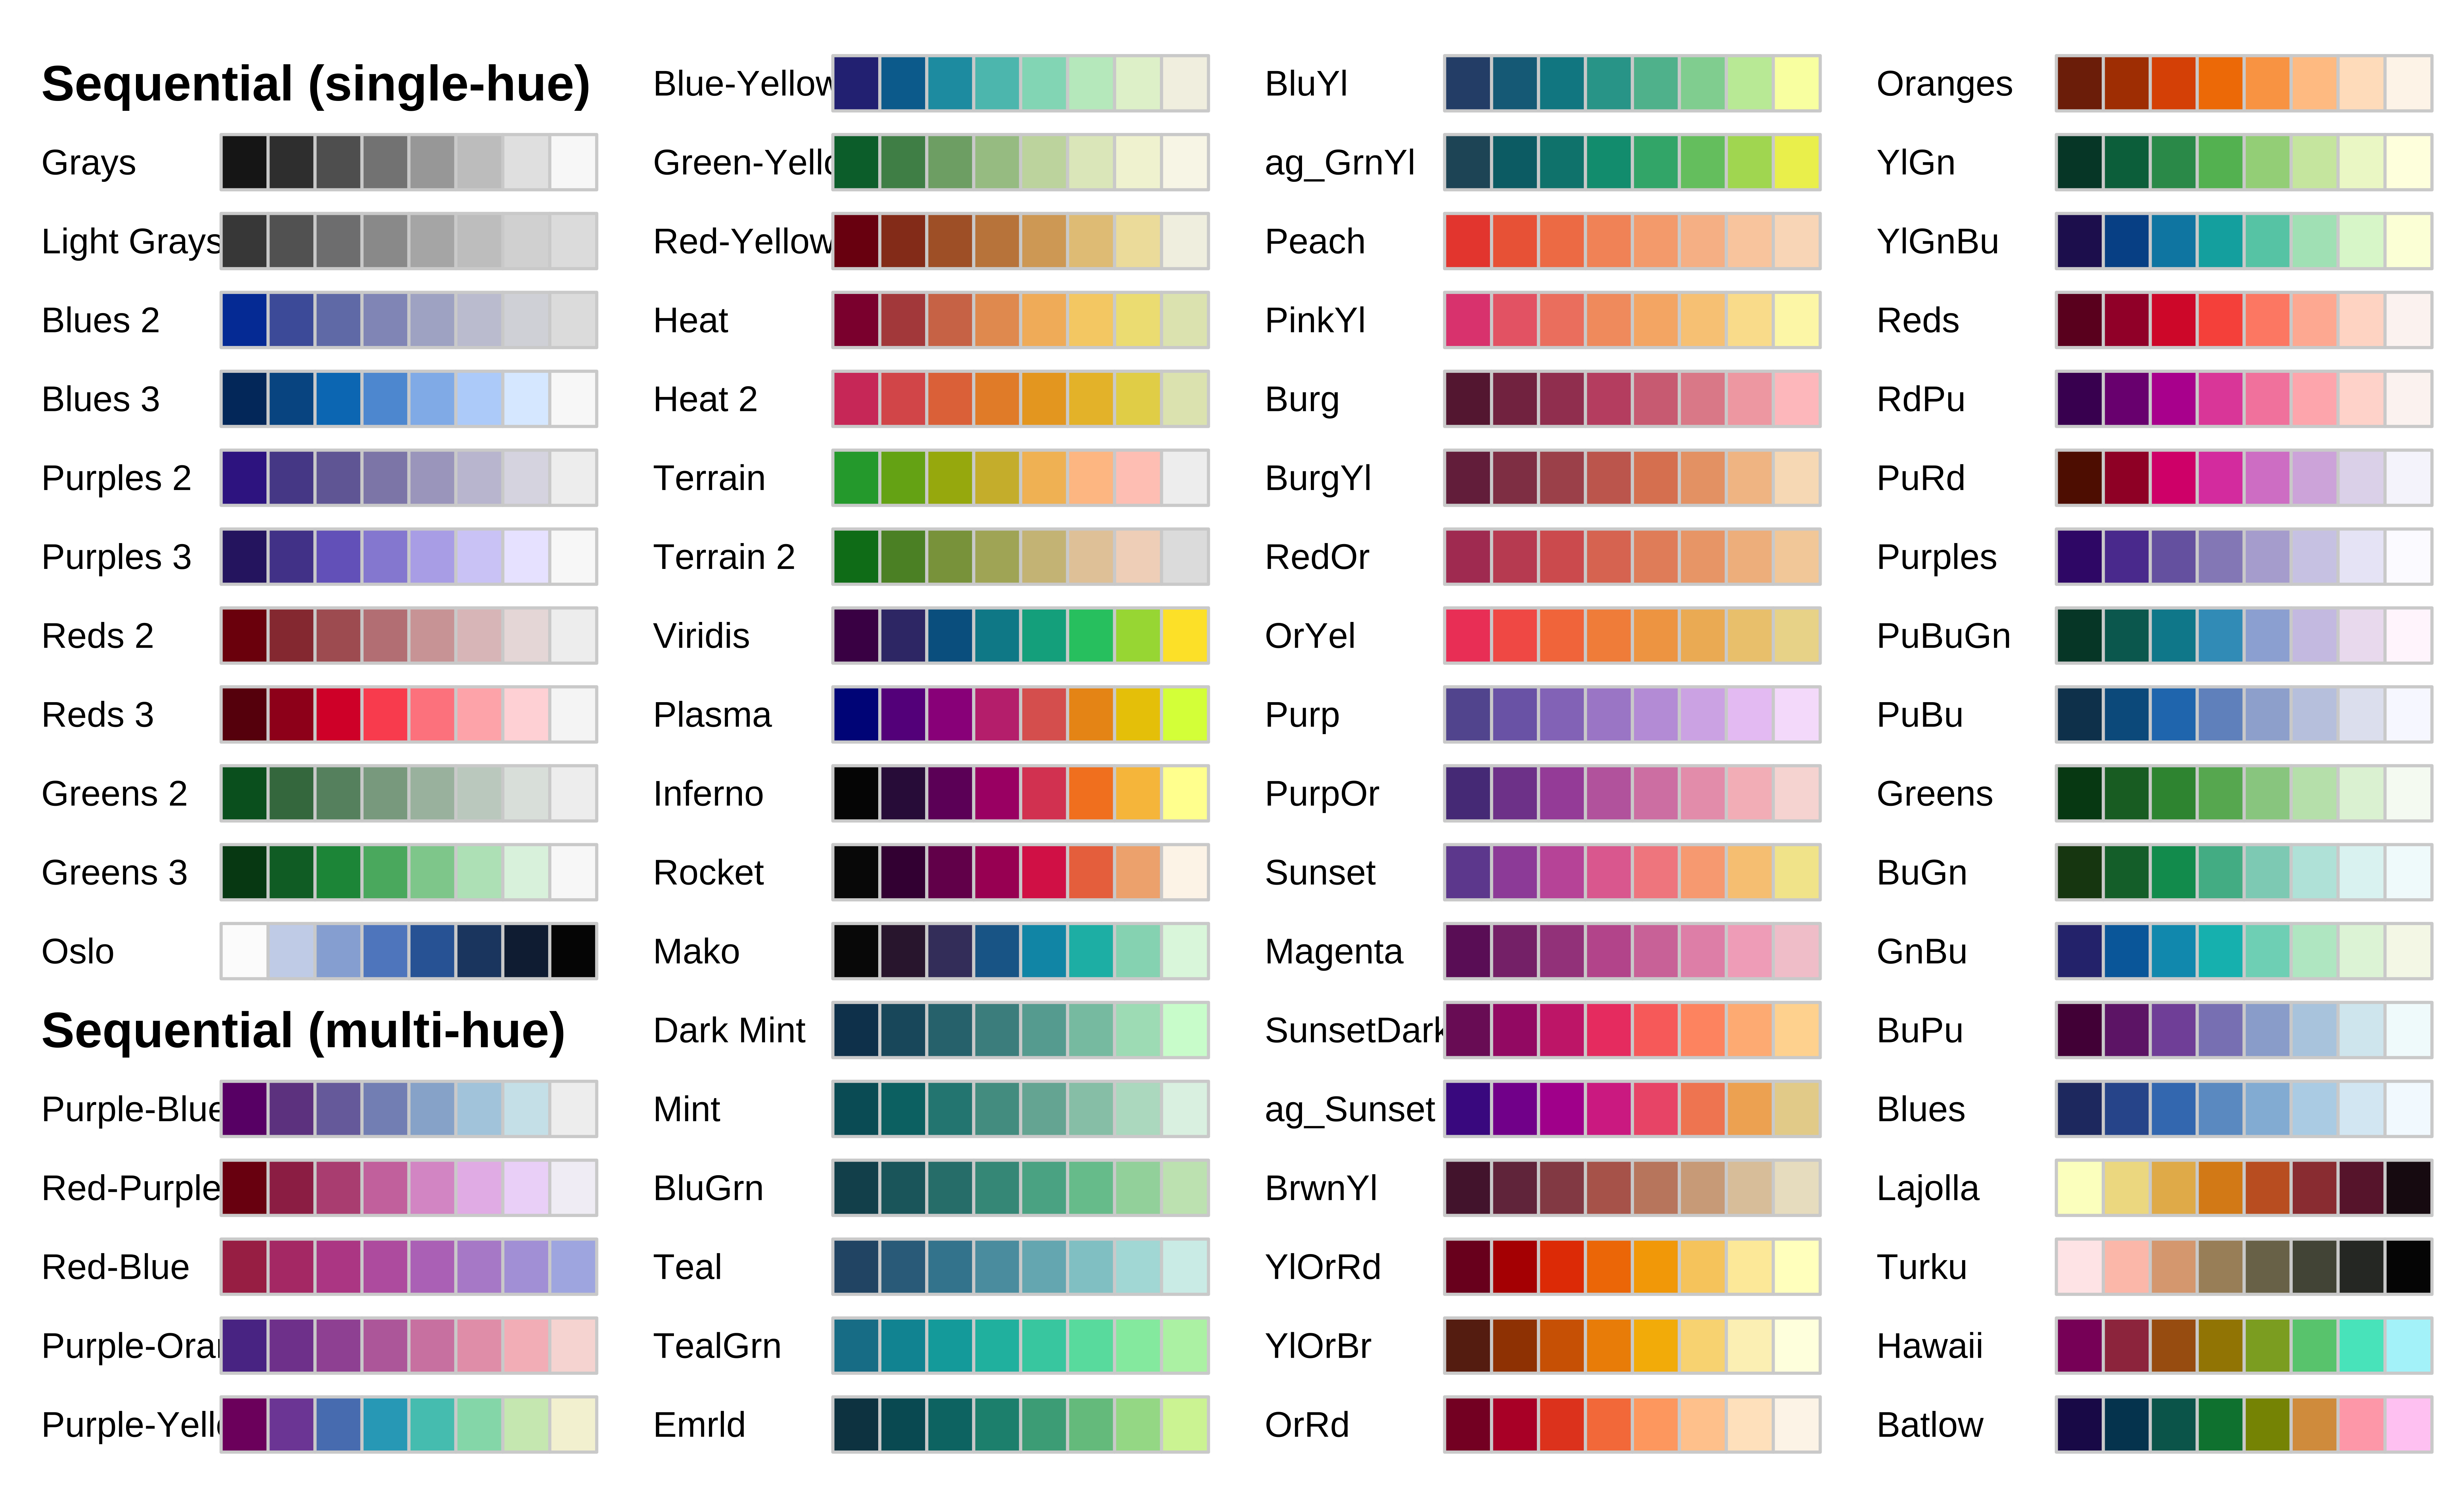 Sequential (single-hue)
Grays
Light Grays
Blues 2
Blues 3
Purples 2
Purples 3
Reds 2
Reds 3
Greens 2
Greens 3
Oslo
Sequential (multi-hue)
Purple-Blue
Red-Purple
Red-Blue
Purple-Oran
Purple-Yello
Blue-Yellow
Green-Yello
Red-Yellow
Heat
Heat 2
Terrain
Terrain 2
Viridis
Plasma
Inferno
Rocket
Mako
Dark Mint
Mint
BluGrn
Teal
TealGrn
Emrld
BluYl
ag_GrnYl
Peach
PinkYl
Burg
BurgYl
RedOr
OrYel
Purp
PurpOr
Sunset
Magenta
SunsetDark
ag_Sunset
BrwnYl
YlOrRd
YlOrBr
OrRd
Oranges
YlGn
YlGnBu
Reds
RdPu
PuRd
Purples
PuBuGn
PuBu
Greens
BuGn
GnBu
BuPu
Blues
Lajolla
Turku
Hawaii
Batlow